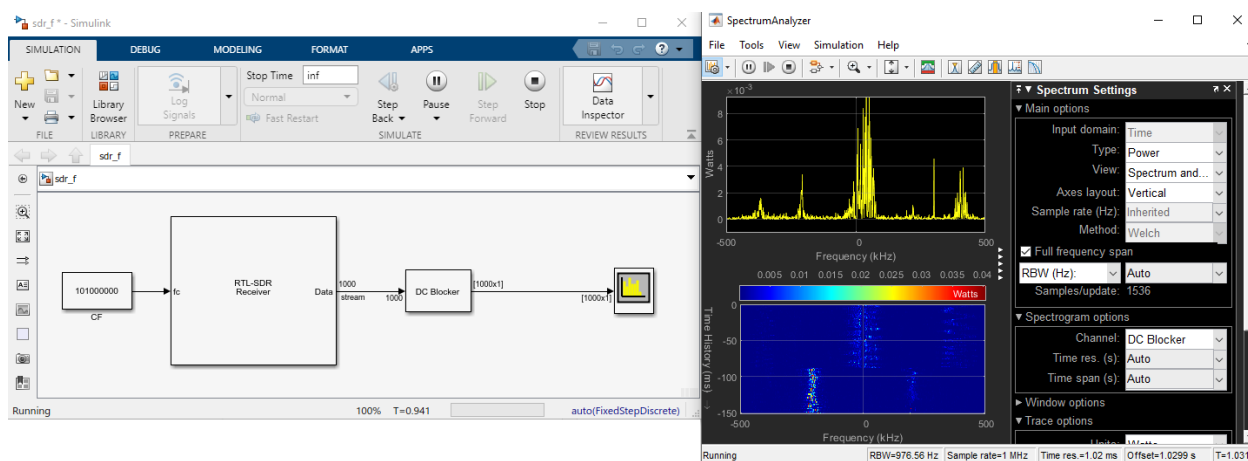 sdr_f * - Simulink
SIMULATION DEBUG MODELING FORMAT APPS
New
Library
Browser
Log
Signals
Stop Time inf
Normal
Fast Restart
Step
Back
Pause
Step
Forward
Stop
Data
Inspector
FILE LIBRARY PREPARE SIMULATE REVIEW RESULTS
sdr_f
sdr_f
101000000
CF
fc
RTL-SDR
Receiver
Data
1000
stream
1000
DC Blocker
[1000x1]
[1000x1]
Running 100% T=0.941 auto(FixedStepDiscrete)
SpectrumAnalyzer
File Tools View Simulation Help
×10⁻³
8
6
4
2
0
Watts
-500 0 500
Frequency (kHz)
0.005 0.01 0.015 0.02 0.025 0.03 0.035 0.04
Watts
0
-50
-100
-150
Time History (ms)
-500 0 500
Frequency (kHz)
Spectrum Settings
Main options
Input domain: Time
Type: Power
View: Spectrum and...
Axes layout: Vertical
Sample rate (Hz): Inherited
Method: Welch
Full frequency span
RBW (Hz): Auto
Samples/update: 1536
Spectrogram options
Channel: DC Blocker
Time res. (s): Auto
Time span (s): Auto
Window options
Trace options
Units: Watts
Running RBW=976.56 Hz Sample rate=1 MHz Time res.=1.02 ms Offset=1.0299 s T=1.031